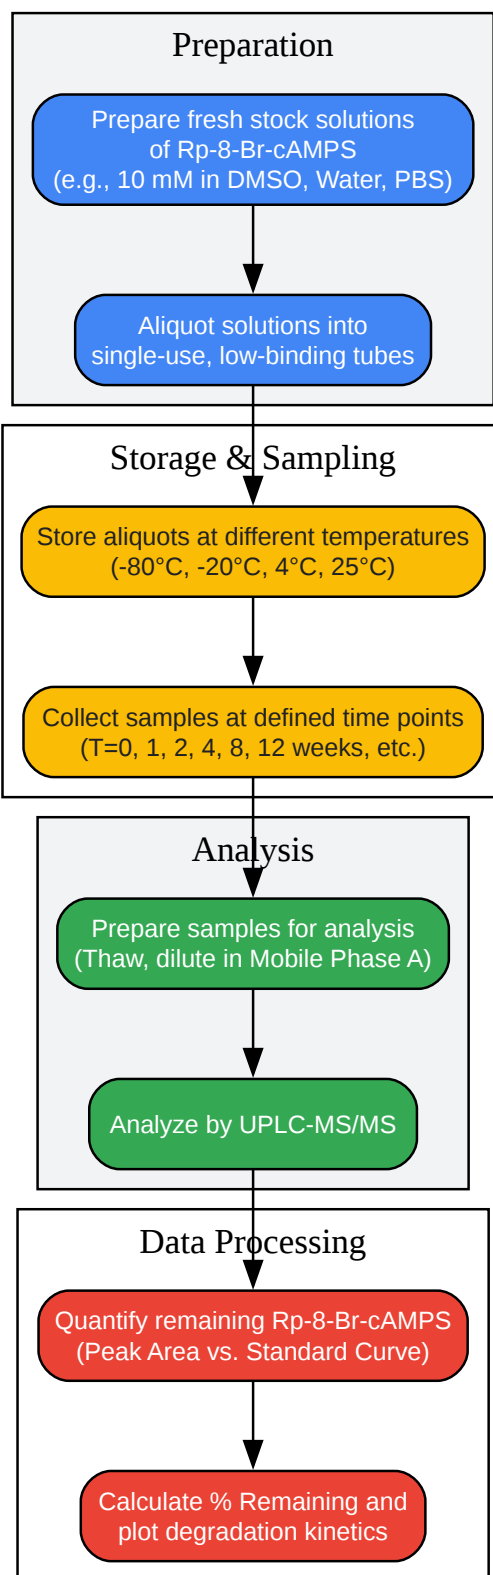 Preparation
Prepare fresh stock solutions
of Rp-8-Br-cAMPS
(e.g., 10 mM in DMSO, Water, PBS)
Aliquot solutions into
single-use, low-binding tubes
Storage & Sampling
Store aliquots at different temperatures
(-80°C, -20°C, 4°C, 25°C)
Collect samples at defined time points
(T=0, 1, 2, 4, 8, 12 weeks, etc.)
Analysis
Prepare samples for analysis
(Thaw, dilute in Mobile Phase A)
Analyze by UPLC-MS/MS
Data Processing
Quantify remaining Rp-8-Br-cAMPS
(Peak Area vs. Standard Curve)
Calculate % Remaining and
plot degradation kinetics